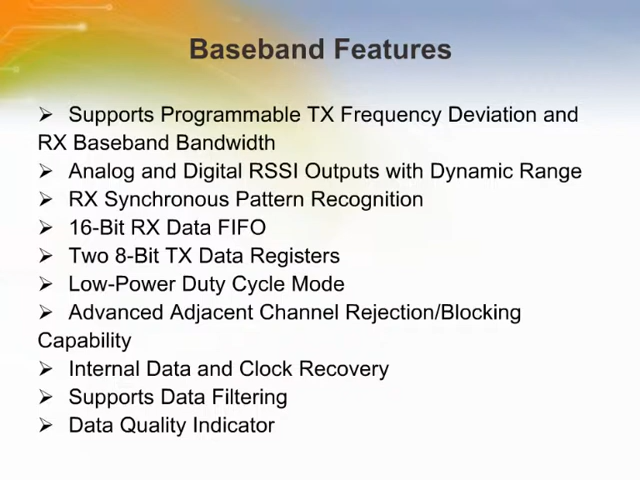 Baseband Features
➢ Supports Programmable TX Frequency Deviation and
RX Baseband Bandwidth
➢ Analog and Digital RSSI Outputs with Dynamic Range
➢ RX Synchronous Pattern Recognition
➢ 16-Bit RX Data FIFO
➢ Two 8-Bit TX Data Registers
➢ Low-Power Duty Cycle Mode
➢ Advanced Adjacent Channel Rejection/Blocking
Capability
➢ Internal Data and Clock Recovery
➢ Supports Data Filtering
➢ Data Quality Indicator